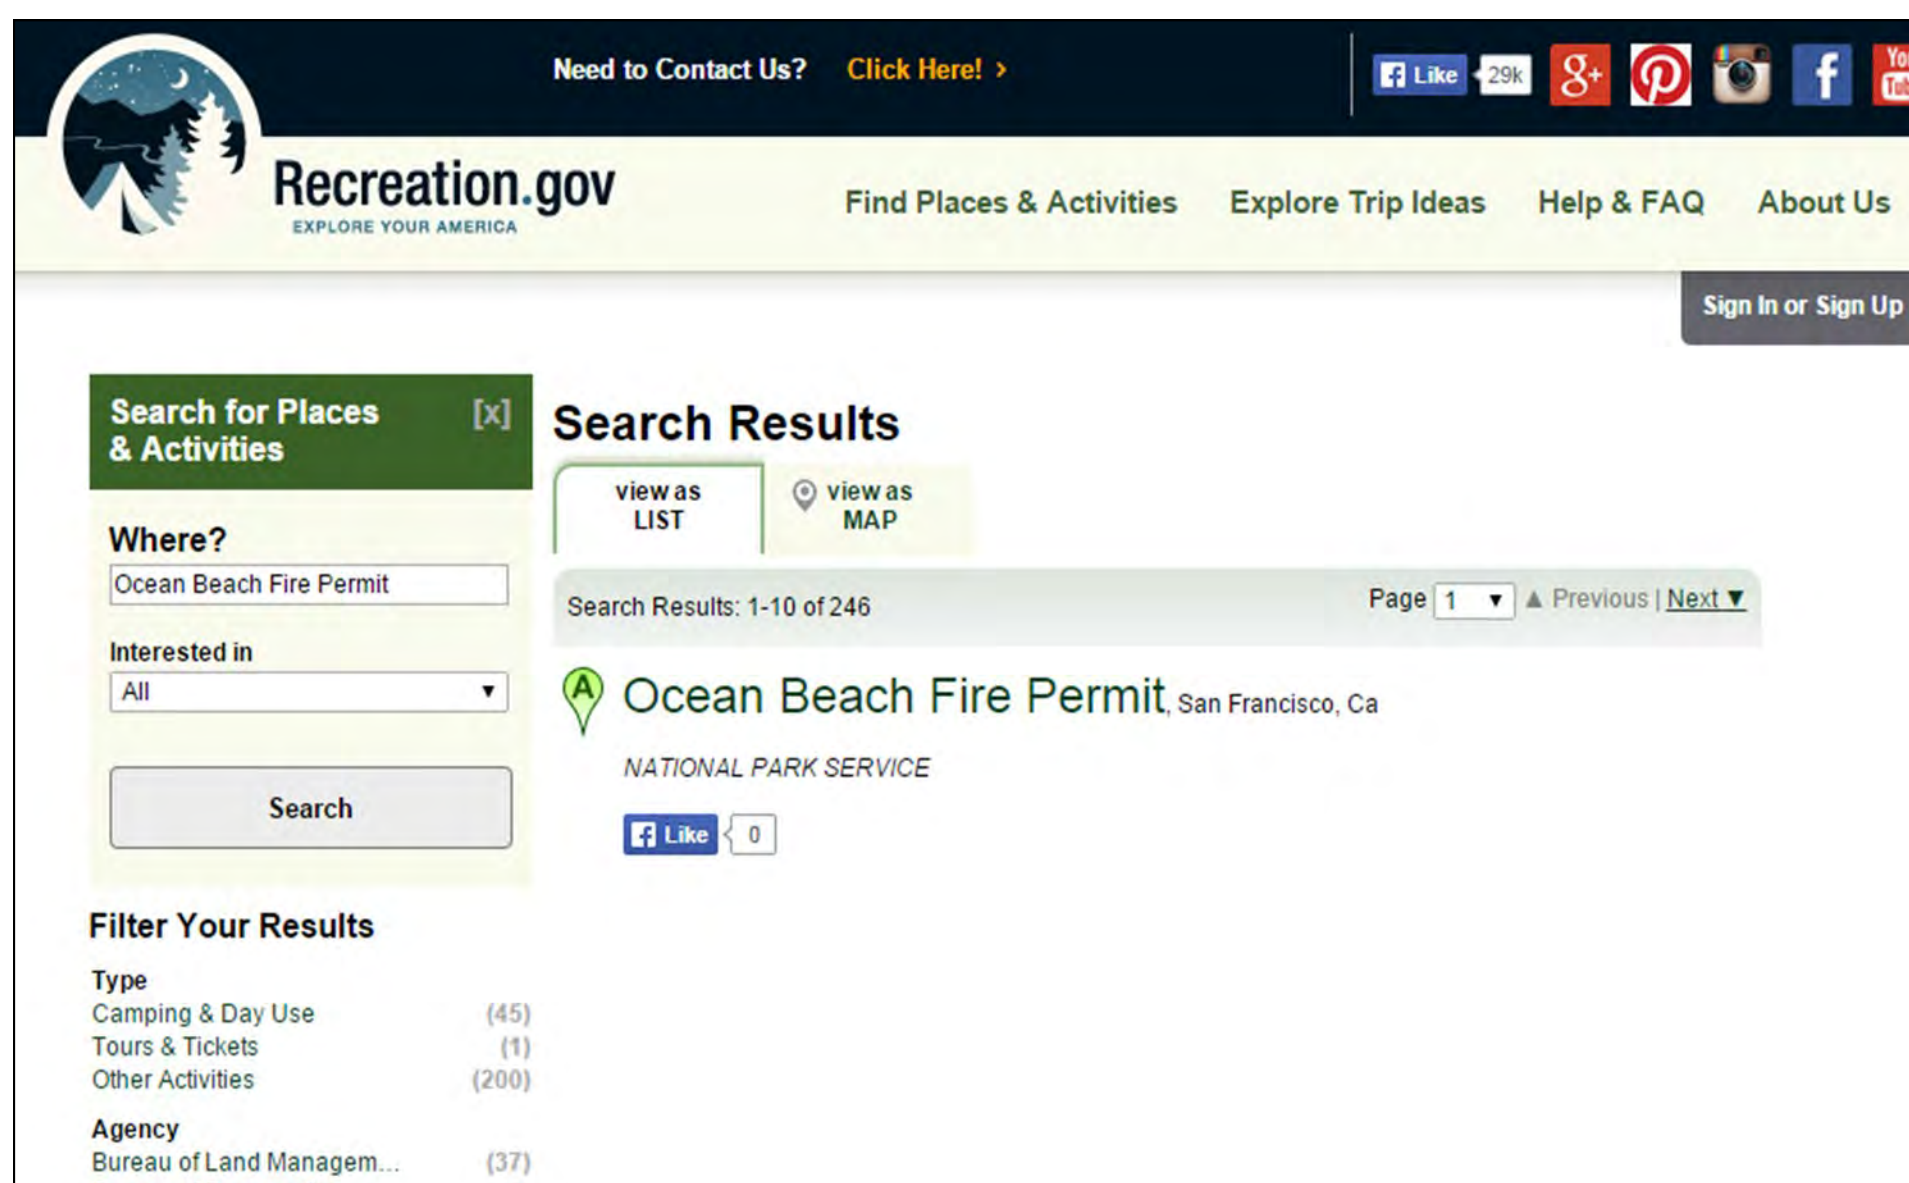 Need to Contact Us? Click Here! >
Like 29k
Recreation.gov
EXPLORE YOUR AMERICA
Find Places & Activities Explore Trip Ideas Help & FAQ About Us
Sign In or Sign Up
Search for Places [x]
& Activities
Where?
Ocean Beach Fire Permit
Interested in
All
Search
Filter Your Results
Type
Camping & Day Use (45)
Tours & Tickets (1)
Other Activities (200)
Agency
Bureau of Land Managem... (37)
Search Results
view as
LIST
view as
MAP
Search Results: 1-10 of 246
Page 1 ▲ Previous | Next ▼
A Ocean Beach Fire Permit, San Francisco, Ca
NATIONAL PARK SERVICE
Like 0